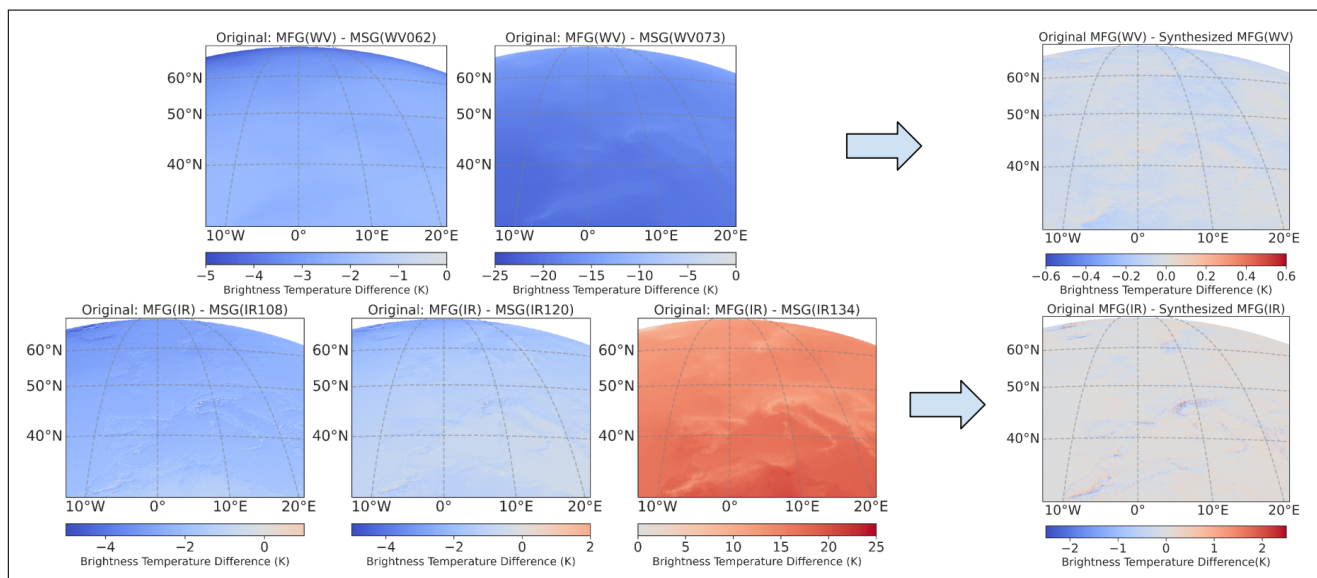 Original: MFG(WV) - MSG(WV062)
60°N
50°N
40°N
10°W 0° 10°E 20°E
−5 −4 −3 −2 −1 0
Brightness Temperature Difference (K)
Original: MFG(WV) - MSG(WV073)
10°W 0° 10°E 20°E
−25 −20 −15 −10 −5 0
Brightness Temperature Difference (K)
Original MFG(WV) - Synthesized MFG(WV)
60°N
50°N
40°N
10°W 0° 10°E 20°E
−0.6 −0.4 −0.2 0.0 0.2 0.4 0.6
Brightness Temperature Difference (K)
Original: MFG(IR) - MSG(IR108)
60°N
50°N
40°N
10°W 0° 10°E 20°E
−4 −2 0
Brightness Temperature Difference (K)
Original: MFG(IR) - MSG(IR120)
60°N
50°N
40°N
10°W 0° 10°E 20°E
−4 −2 0 2
Brightness Temperature Difference (K)
Original: MFG(IR) - MSG(IR134)
60°N
50°N
40°N
10°W 0° 10°E 20°E
0 5 10 15 20 25
Brightness Temperature Difference (K)
Original MFG(IR) - Synthesized MFG(IR)
60°N
50°N
40°N
10°W 0° 10°E 20°E
−2 −1 0 1 2
Brightness Temperature Difference(K)